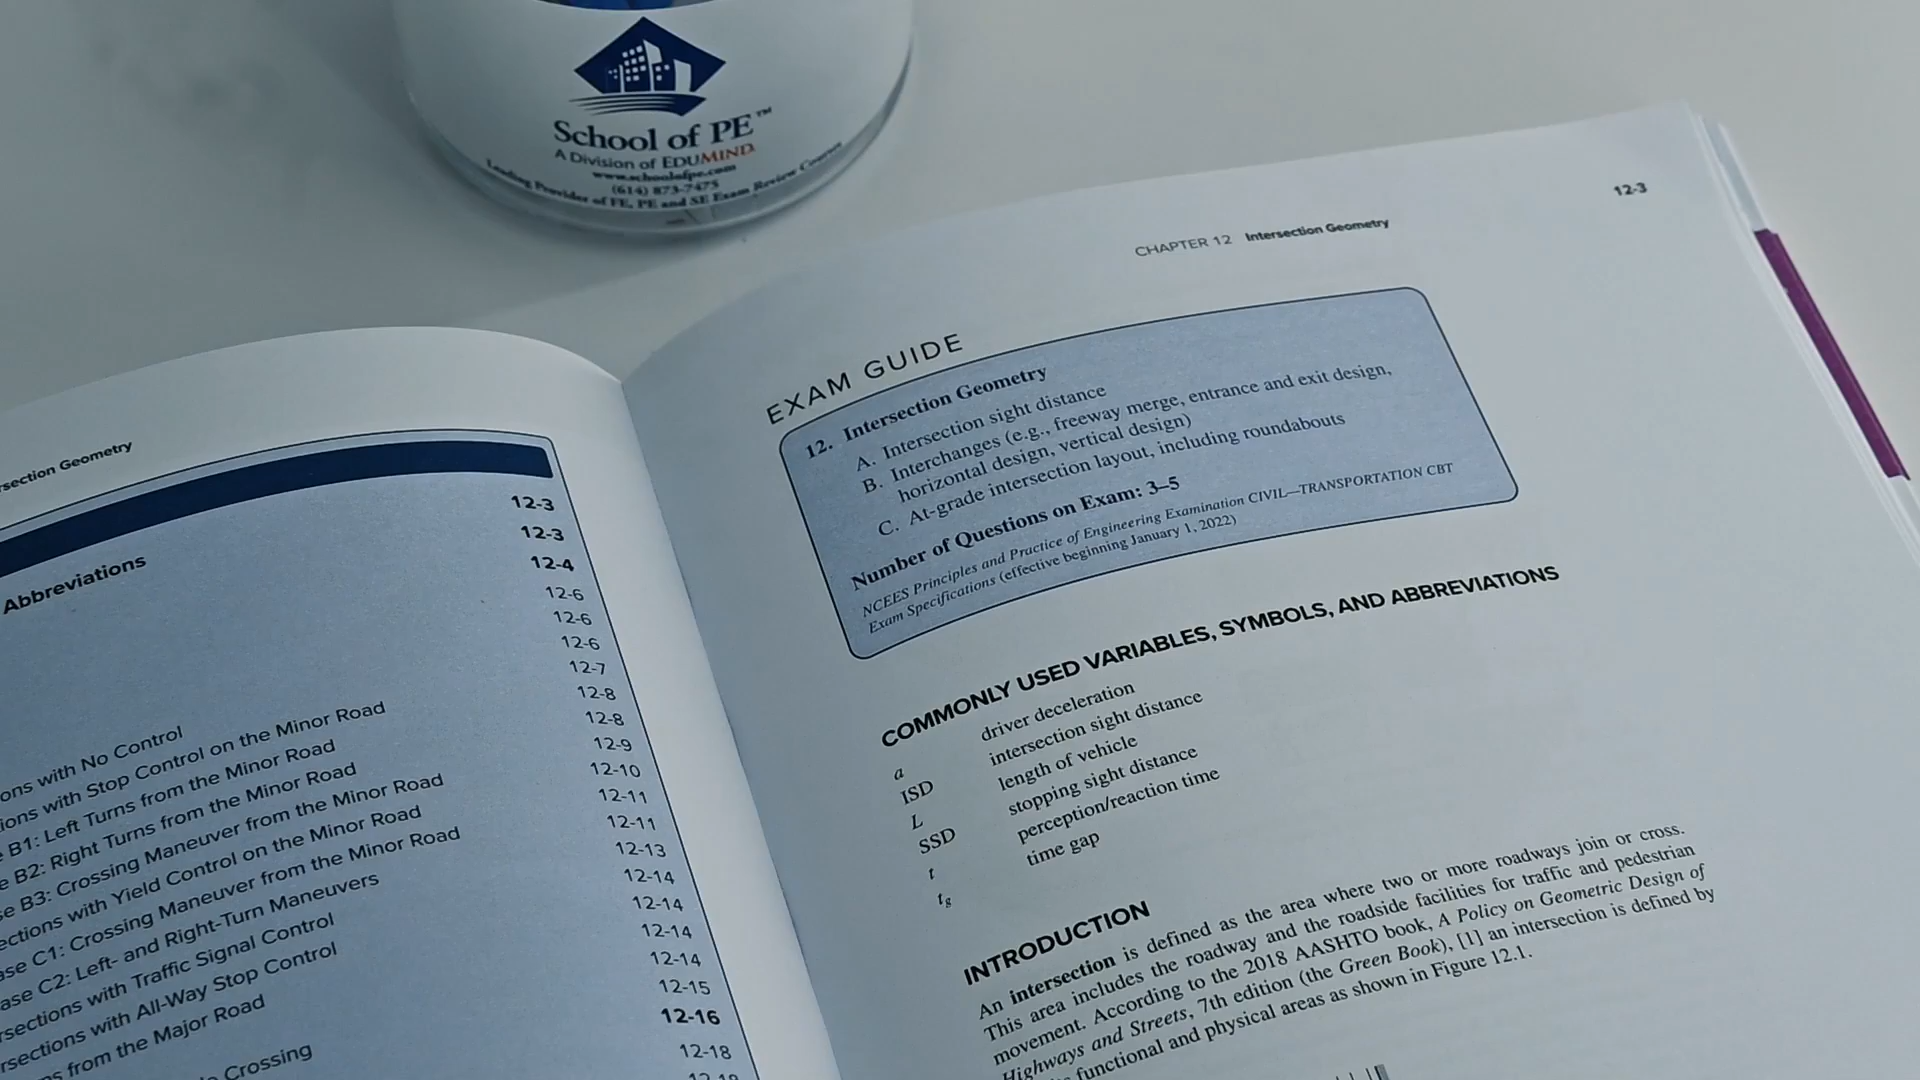 School of PE™
A Division of EDUMIND
www.schoolofpe.com
(614) 873-7475
Leading Provider of FE, PE and SE Exam Review Courses
section Geometry
12-3
Abbreviations 12-3
12-4
12-6
12-6
12-6
12-7
12-8
ons with No Control 12-8
ions with Stop Control on the Minor Road 12-9
e B1: Left Turns from the Minor Road 12-10
e B2: Right Turns from the Minor Road 12-11
se B3: Crossing Maneuver from the Minor Road 12-11
ections with Yield Control on the Minor Road 12-13
ase C1: Crossing Maneuver from the Minor Road 12-14
ase C2: Left- and Right-Turn Maneuvers 12-14
rsections with Traffic Signal Control 12-14
rsections with All-Way Stop Control 12-14
ns from the Major Road 12-15
12-16
Crossing 12-18
12-19
CHAPTER 12 Intersection Geometry 12-3
EXAM GUIDE
12. Intersection Geometry
A. Intersection sight distance
B. Interchanges (e.g., freeway merge, entrance and exit design,
horizontal design, vertical design)
C. At-grade intersection layout, including roundabouts
Number of Questions on Exam: 3–5
NCEES Principles and Practice of Engineering Examination CIVIL—TRANSPORTATION CBT
Exam Specifications (effective beginning January 1, 2022)
COMMONLY USED VARIABLES, SYMBOLS, AND ABBREVIATIONS
a driver deceleration
ISD intersection sight distance
L length of vehicle
SSD stopping sight distance
t perception/reaction time
tg time gap
INTRODUCTION
An intersection is defined as the area where two or more roadways join or cross.
This area includes the roadway and the roadside facilities for traffic and pedestrian
movement. According to the 2018 AASHTO book, A Policy on Geometric Design of
Highways and Streets, 7th edition (the Green Book), [1] an intersection is defined by
functional and physical areas as shown in Figure 12.1.